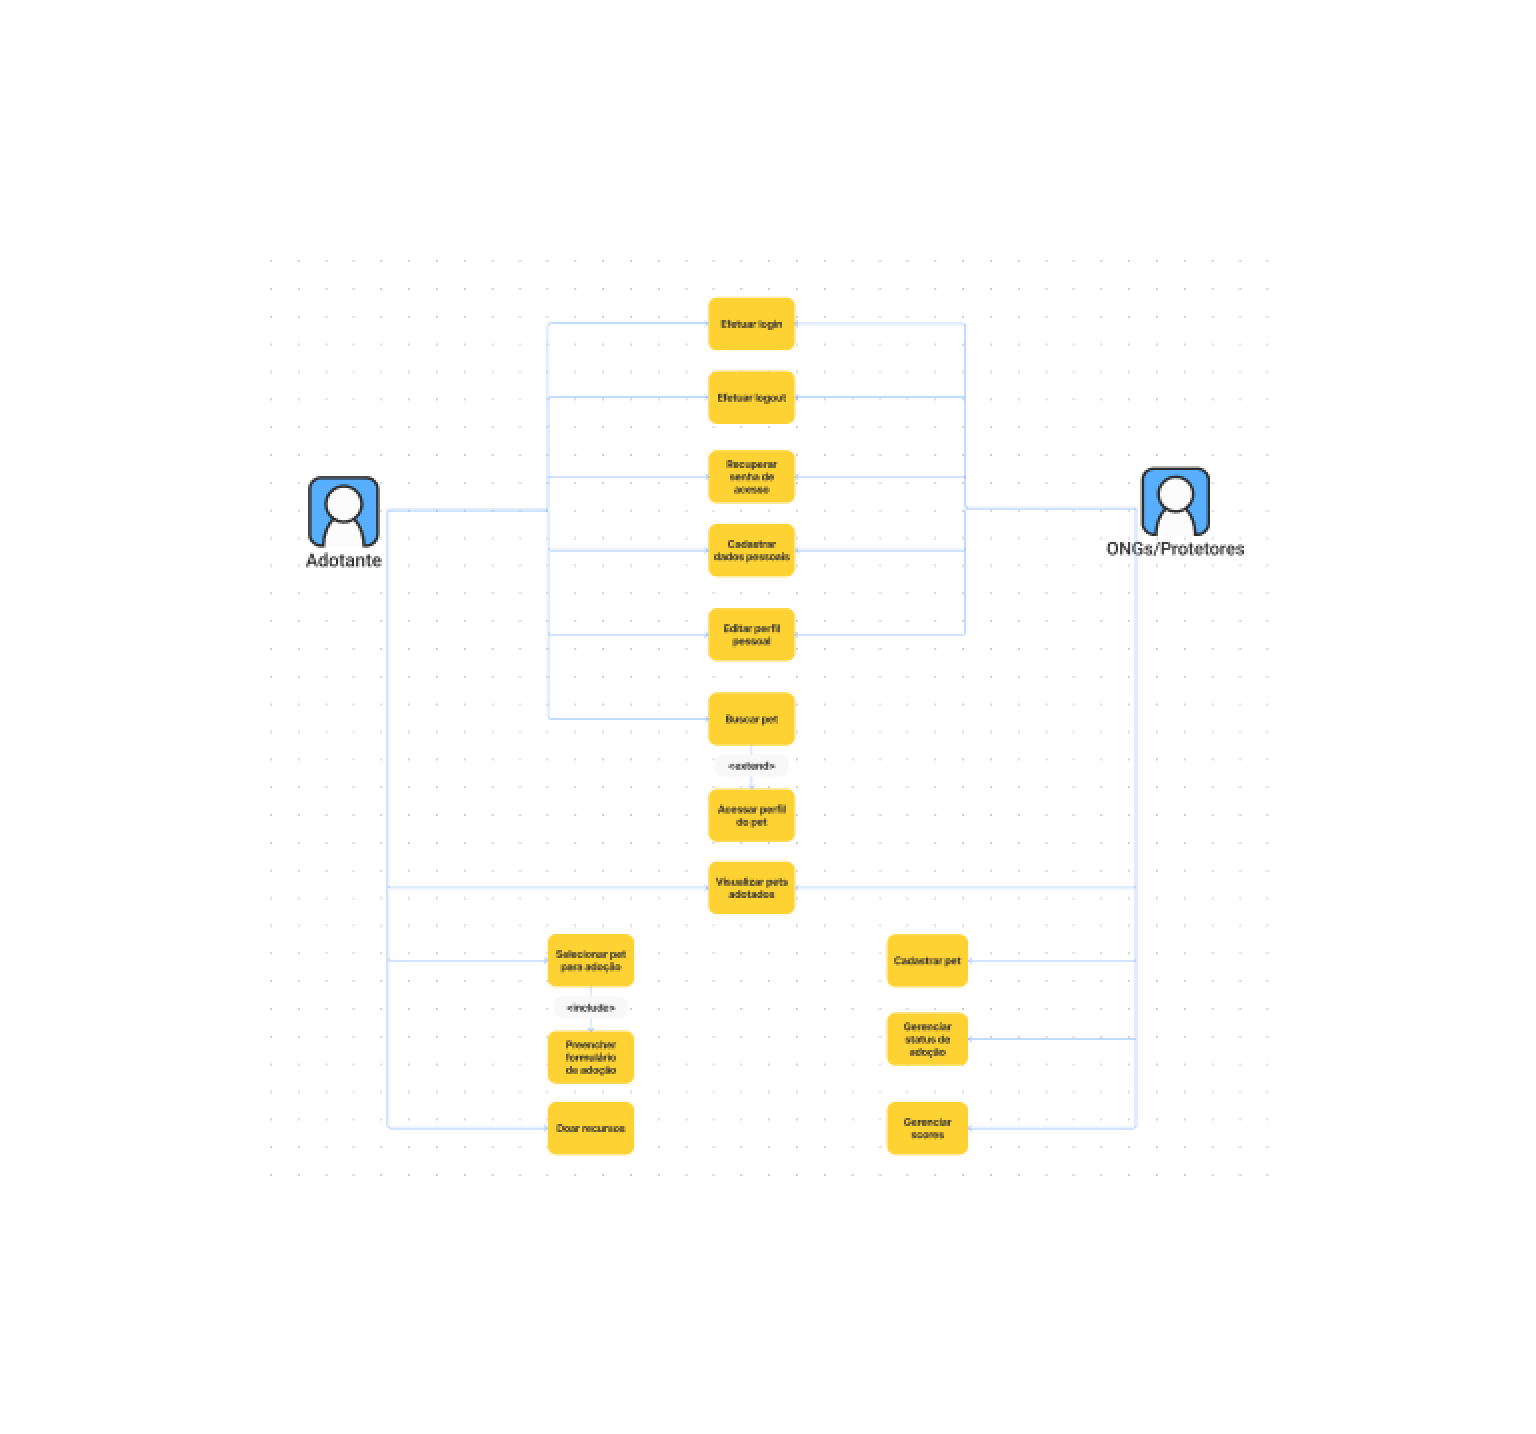 Efetuar login
Efetuar logout
Recuperar
senha de
acesso
Adotante
Cadastrar
dados pessoais
ONGs/Protetores
Editar perfil
pessoal
Buscar pet
<extend>
Acessar perfil
do pet
Visualizar pets
adotados
Selecionar pet
para adoção
Cadastrar pet
<include>
Gerenciar
status de
adoção
Preencher
formulário
de adoção
Doar recursos
Gerenciar
scores